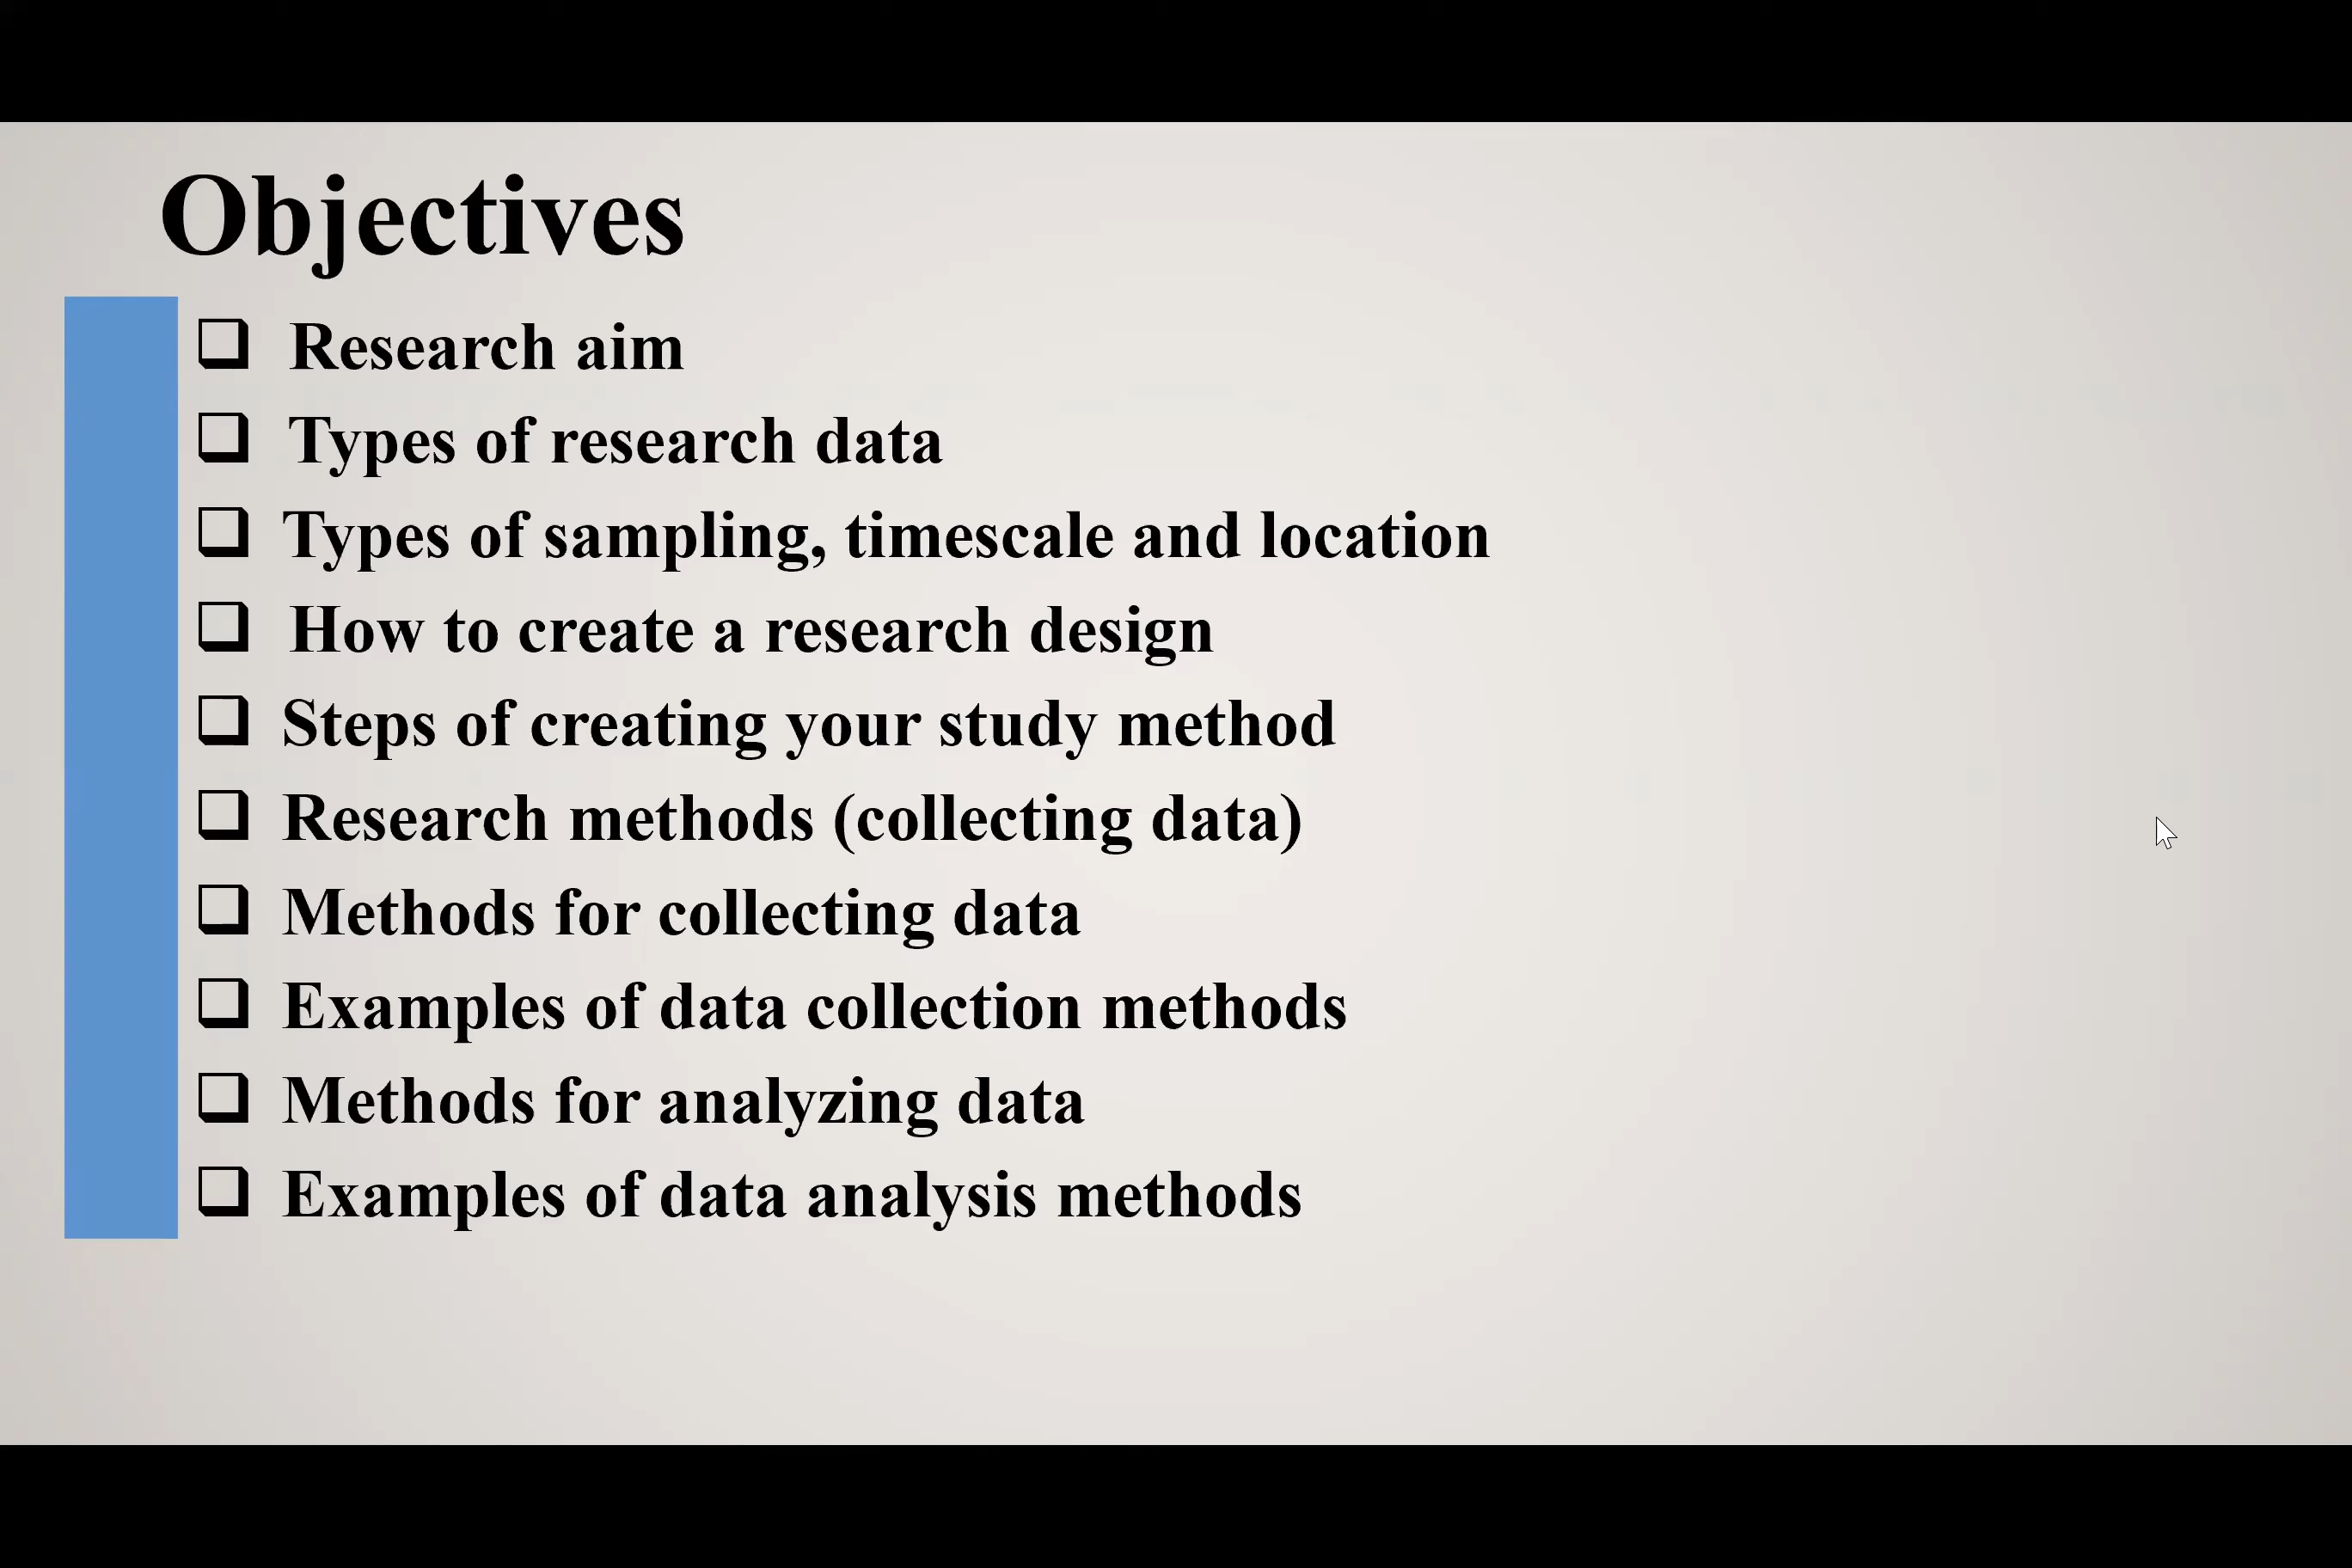 Objectives
Research aim
Types of research data
Types of sampling, timescale and location
How to create a research design
Steps of creating your study method
Research methods (collecting data)
Methods for collecting data
Examples of data collection methods
Methods for analyzing data
Examples of data analysis methods